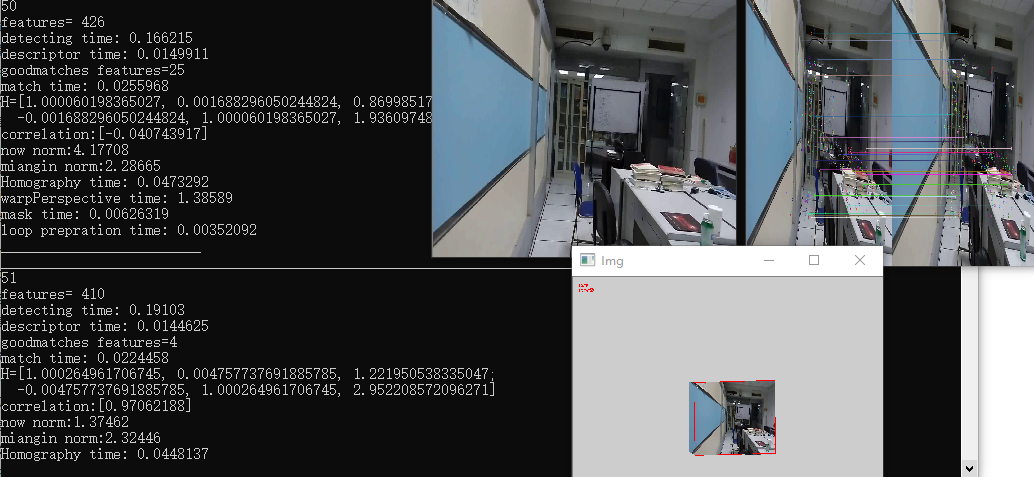 50
features= 426
detecting time: 0.166215
descriptor time: 0.0149911
goodmatches features=25
match time: 0.0255968
H=[1.000060198365027, 0.001688296050244824, 0.86998517
-0.001688296050244824, 1.000060198365027, 1.93609748
correlation:[-0.040743917]
now norm:4.17708
miangin norm:2.28665
Homography time: 0.0473292
warpPerspective time: 1.38589
mask time: 0.00626319
loop prepration time: 0.00352092
51
features= 410
detecting time: 0.19103
descriptor time: 0.0144625
goodmatches features=4
match time: 0.0224458
H=[1.000264961706745, 0.004757737691885785, 1.221950538335047;
-0.004757737691885785, 1.000264961706745, 2.952208572096271]
correlation:[0.97062188]
now norm:1.37462
miangin norm:2.32446
Homography time: 0.0448137
Img